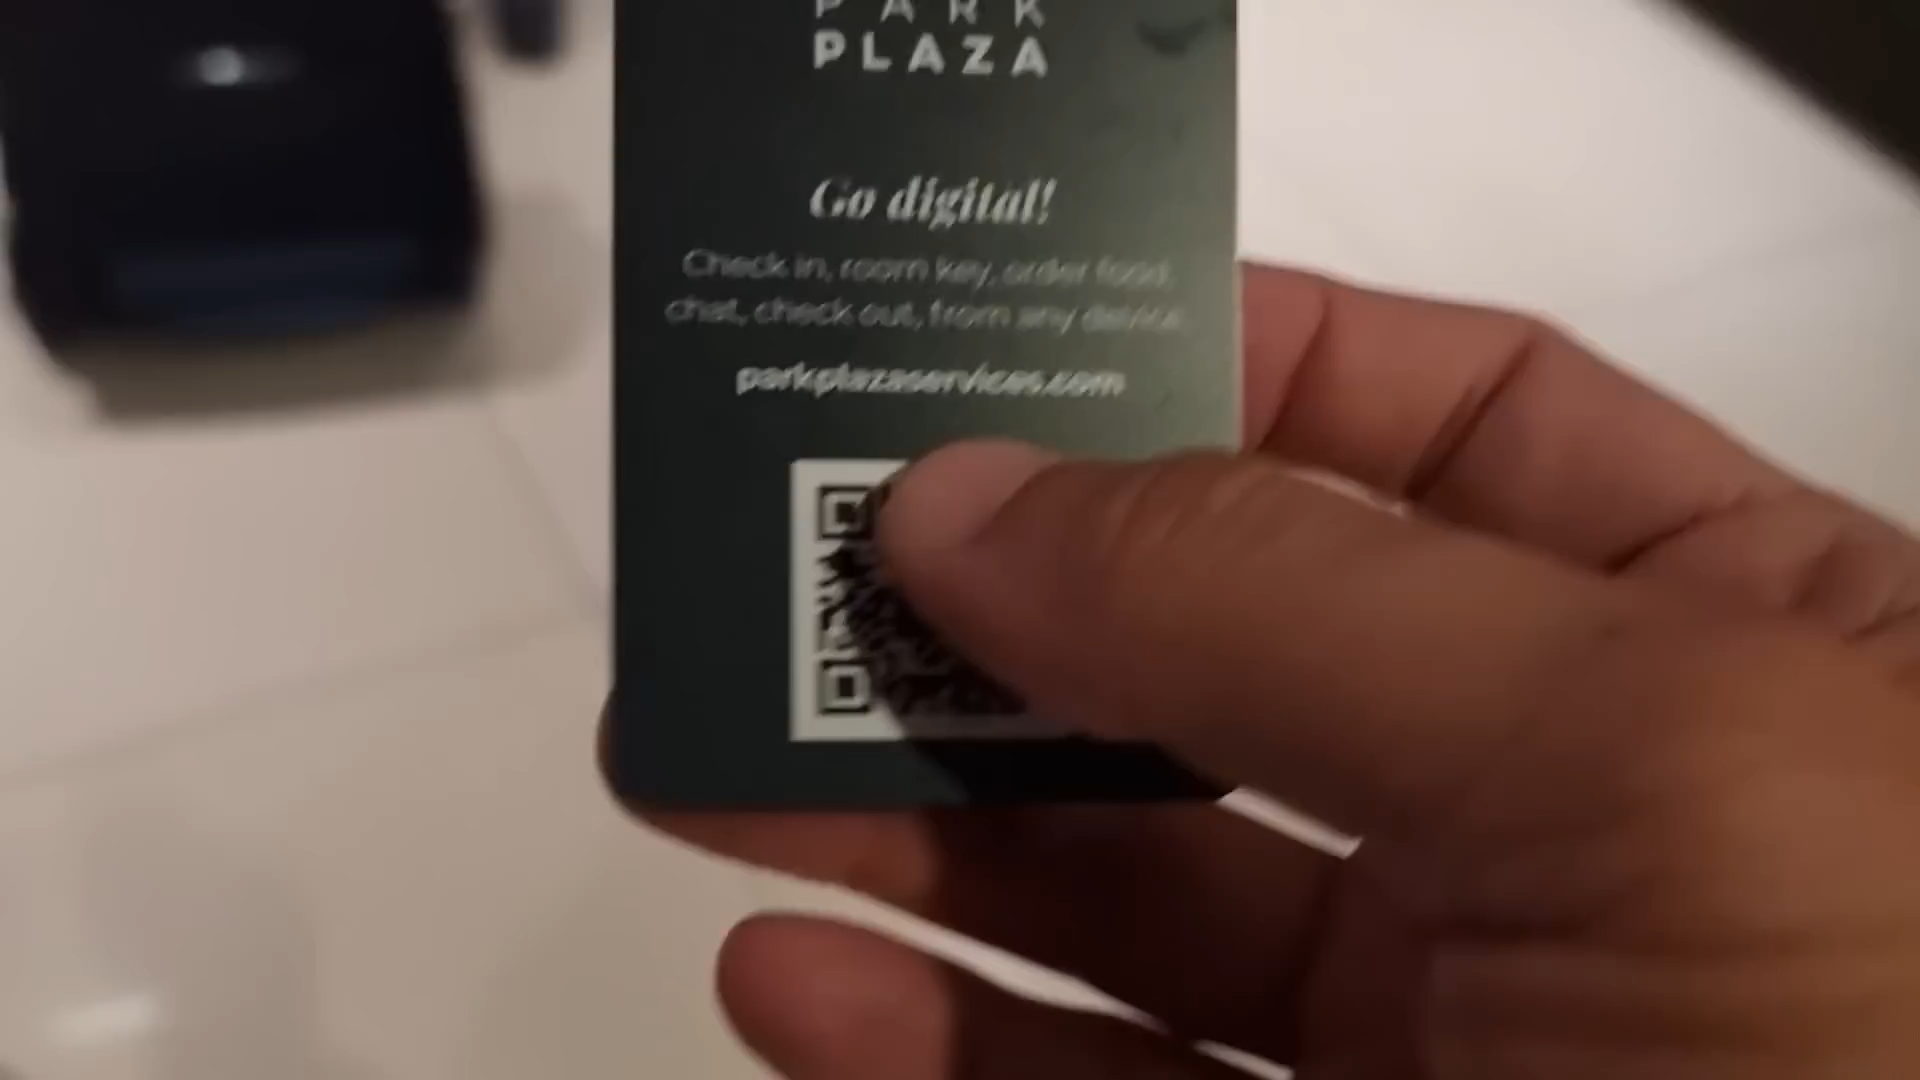 PARK
PLAZA
Go digital!
Check in, room key, order food,
chat, check out, from any device.
parkplazaservices.com